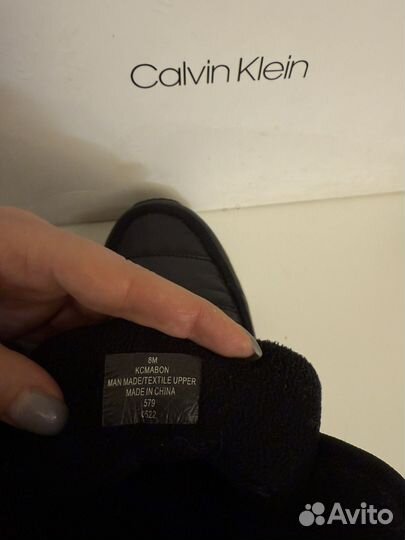 Calvin Klein
8M
KCMABON
MAN MADE/TEXTILE UPPER
MADE IN CHINA
579
Avito